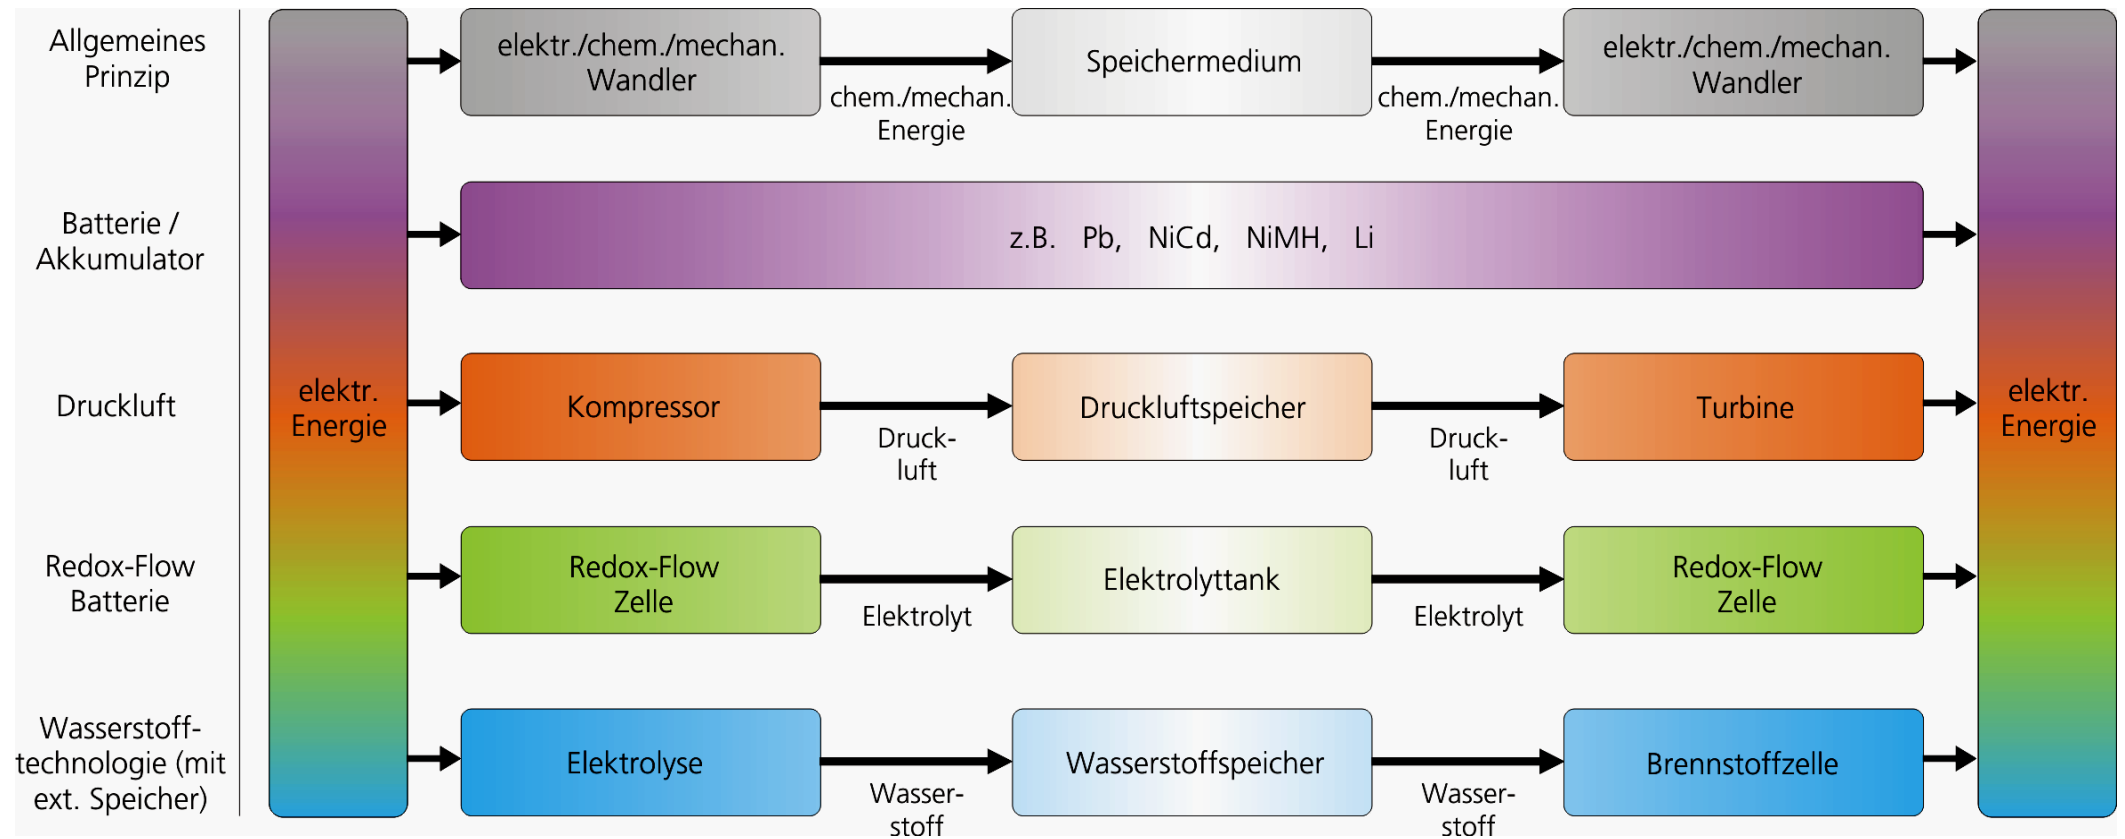 Allgemeines
Prinzip
elektr./chem./mechan.
Wandler
chem./mechan.
Energie
Speichermedium
chem./mechan.
Energie
elektr./chem./mechan.
Wandler
Batterie /
Akkumulator
z.B. Pb, NiCd, NiMH, Li
Druckluft
elektr.
Energie
Kompressor
Druck-
luft
Druckluftspeicher
Druck-
luft
Turbine
elektr.
Energie
Redox-Flow
Batterie
Redox-Flow
Zelle
Elektrolyt
Elektrolyttank
Elektrolyt
Redox-Flow
Zelle
Wasserstoff-
technologie (mit
ext. Speicher)
Elektrolyse
Wasser-
stoff
Wasserstoffspeicher
Wasser-
stoff
Brennstoffzelle